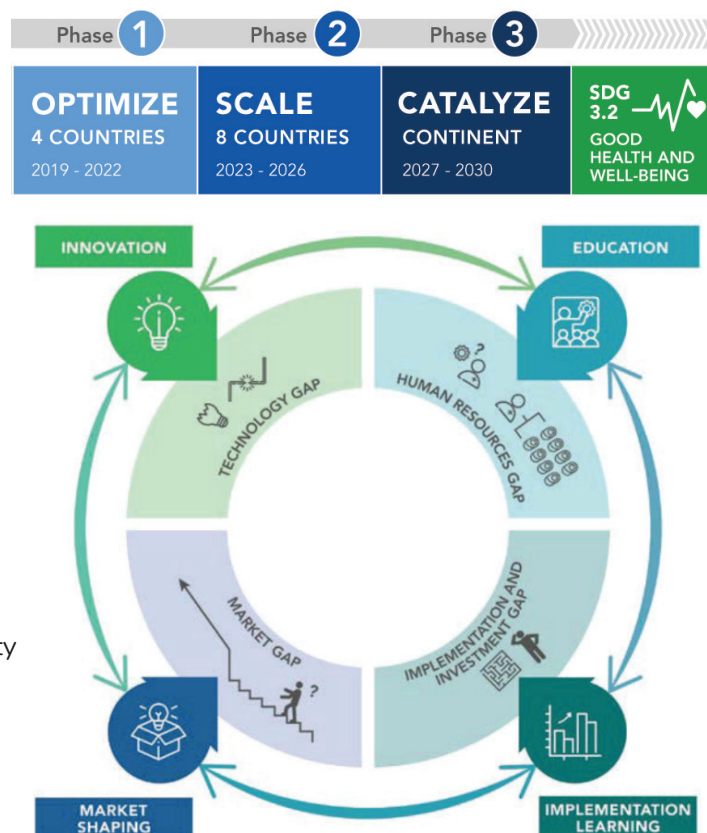 Phase 1
Phase 2
Phase 3
OPTIMIZE
4 COUNTRIES
2019 - 2022
SCALE
8 COUNTRIES
2023 - 2026
CATALYZE
CONTINENT
2027 - 2030
SDG
3.2
GOOD
HEALTH AND
WELL-BEING
INNOVATION
EDUCATION
TECHNOLOGY GAP
?
HUMAN RESOURCES GAP
MARKET GAP
?
IMPLEMENTATION AND
INVESTMENT GAP
MARKET
SHAPING
IMPLEMENTATION
LEARNING